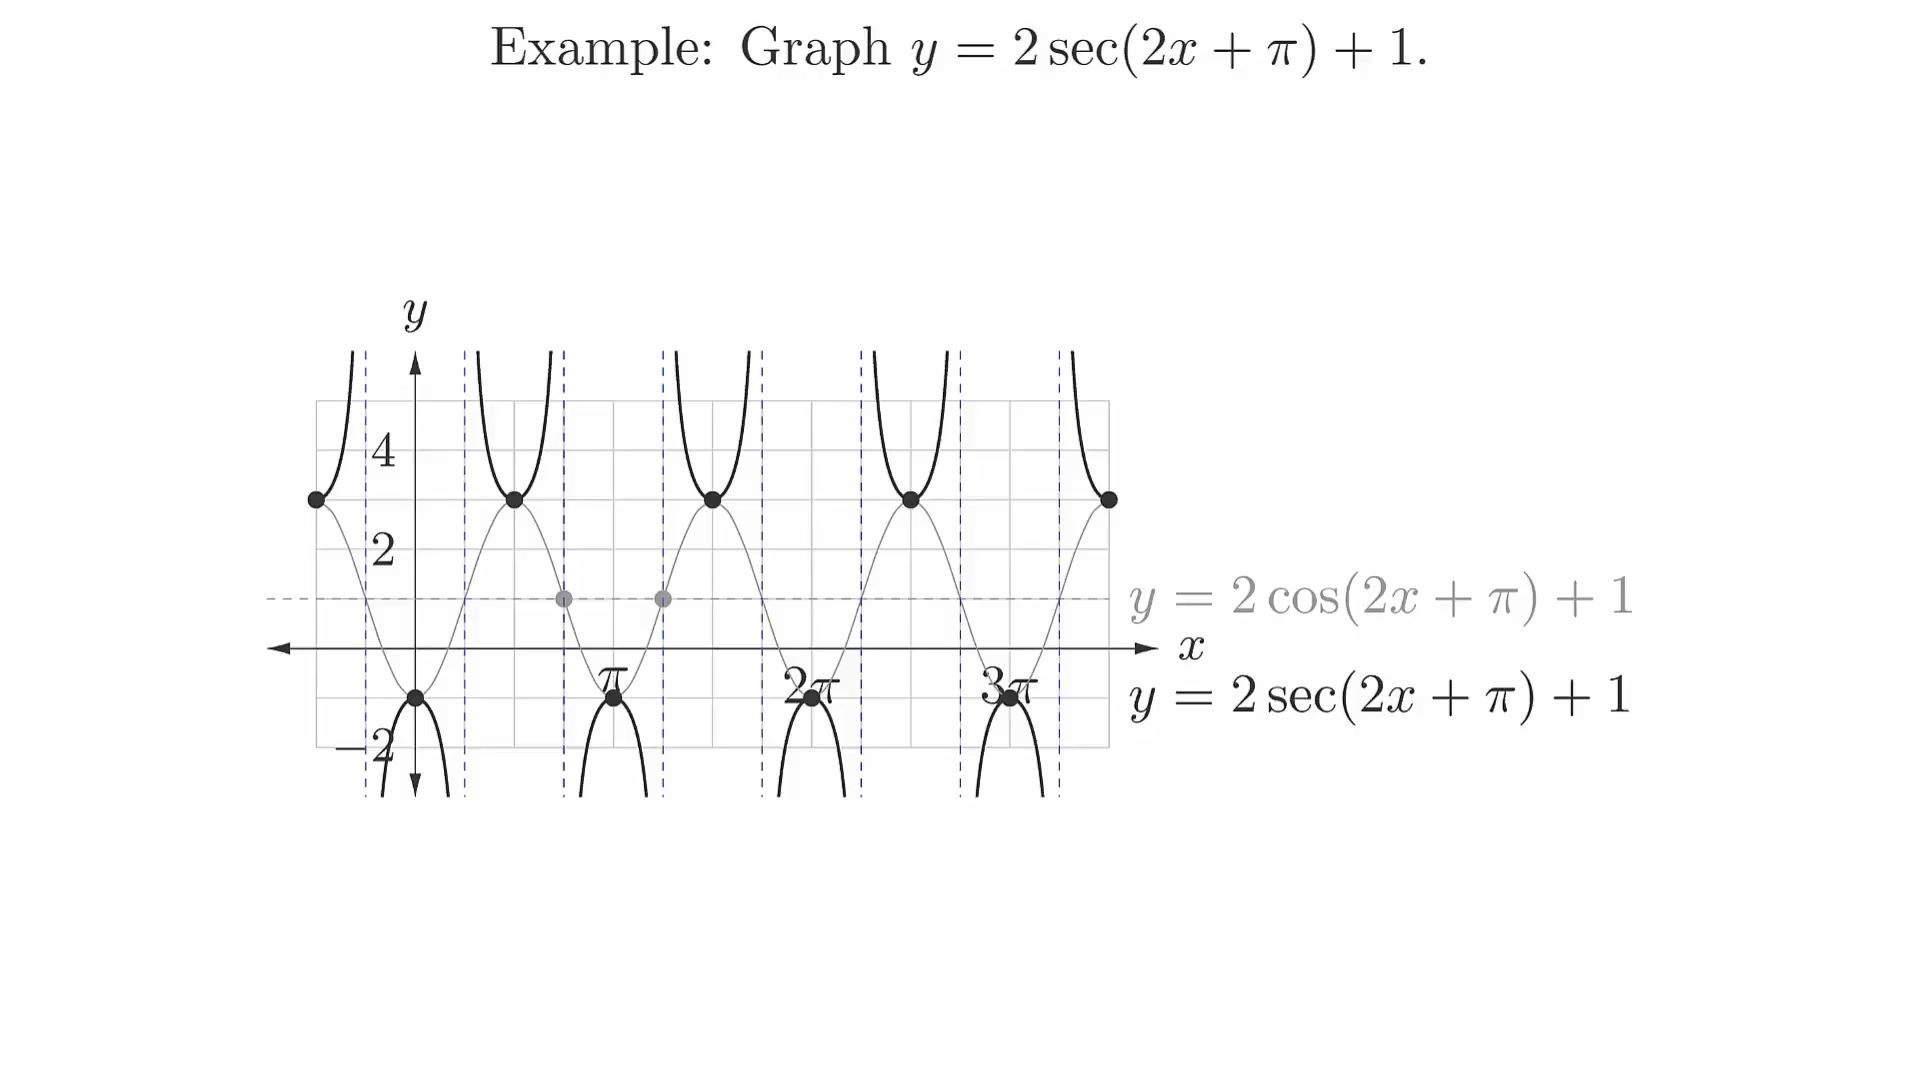 Example: Graph y = 2 sec(2x + π) + 1.
y
4
2
y = 2 cos(2x + π) + 1
x
π 2π 3π
y = 2 sec(2x + π) + 1
−2